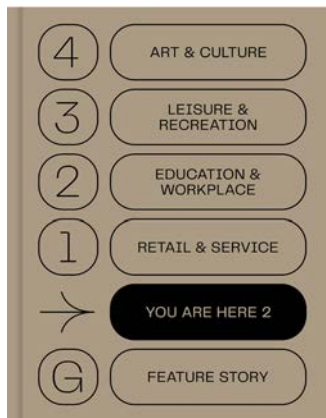 4 ART & CULTURE
3 LEISURE &
RECREATION
2 EDUCATION &
WORKPLACE
1 RETAIL & SERVICE
YOU ARE HERE 2
G FEATURE STORY